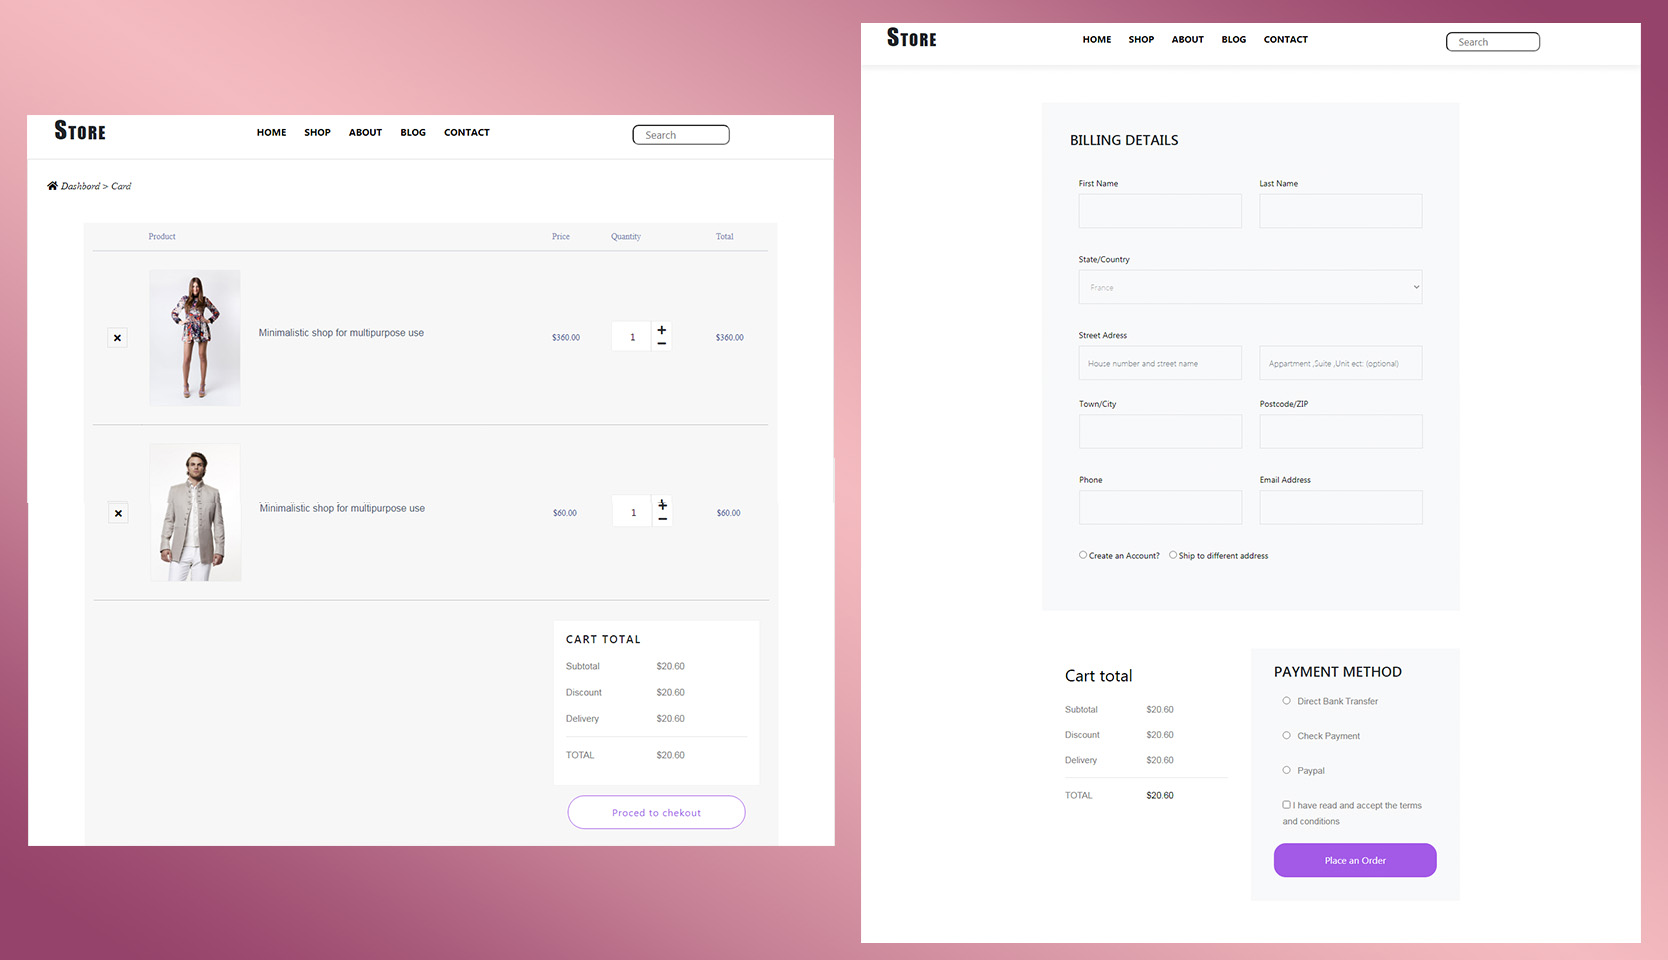 STORE
HOME SHOP ABOUT BLOG CONTACT
Search
Dashbord > Card
Product Price Quantity Total
Minimalistic shop for multipurpose use
$360.00 1 + − $360.00
Minimalistic shop for multipurpose use
$60.00 1 + − $60.00
CART TOTAL
Subtotal $20.60
Discount $20.60
Delivery $20.60
TOTAL $20.60
Proced to chekout
STORE
HOME SHOP ABOUT BLOG CONTACT
Search
BILLING DETAILS
First Name Last Name
State/Country
France
Street Adress
House number and street name Appartment ,Suite ,Unit ect: (optional)
Town/City Postcode/ZIP
Phone Email Address
Create an Account? Ship to different address
Cart total
Subtotal $20.60
Discount $20.60
Delivery $20.60
TOTAL $20.60
PAYMENT METHOD
Direct Bank Transfer
Check Payment
Paypal
I have read and accept the terms
and conditions
Place an Order